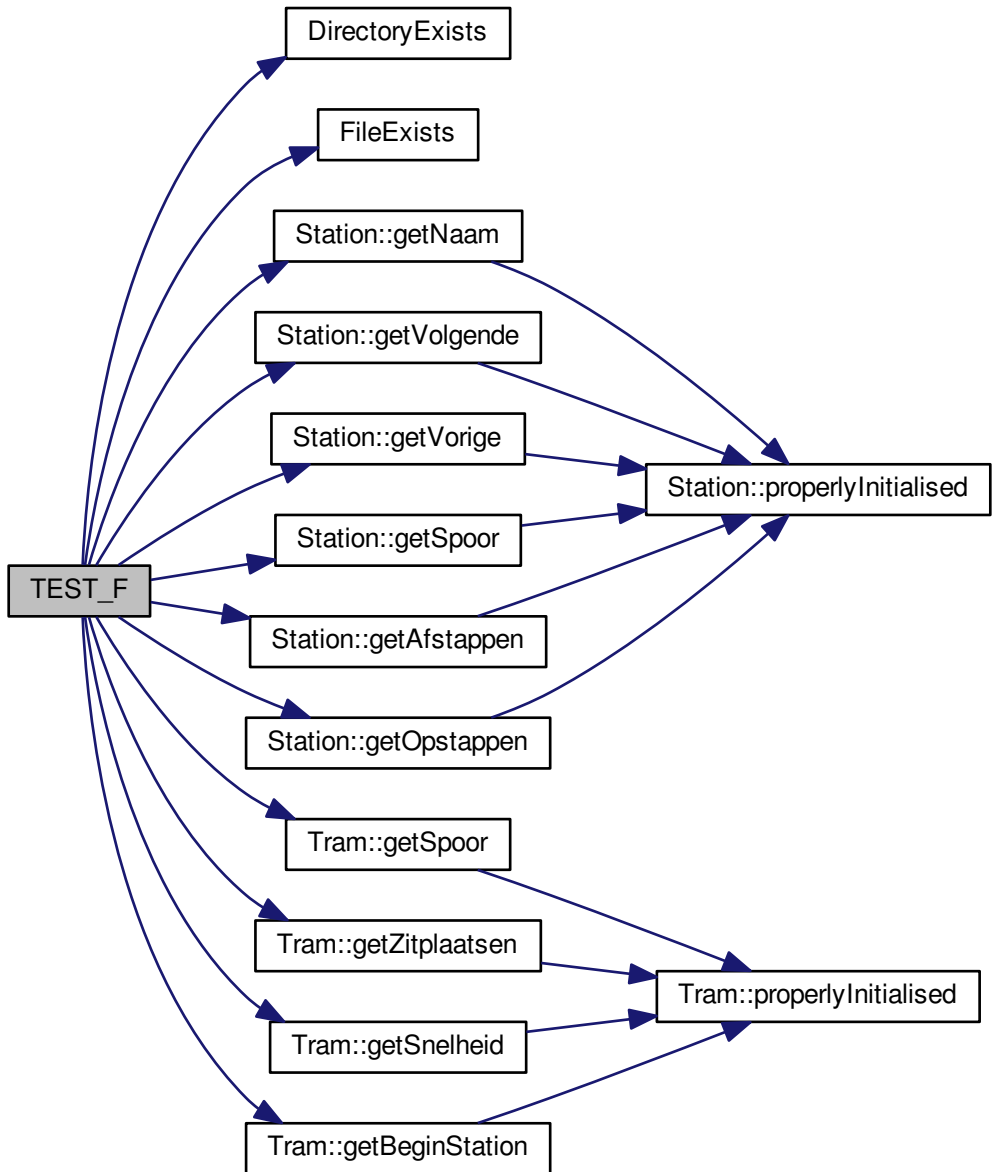 DirectoryExists
FileExists
Station::getNaam
Station::getVolgende
Station::getVorige
Station::properlyInitialised
Station::getSpoor
TEST_F
Station::getAfstappen
Station::getOpstappen
Tram::getSpoor
Tram::getZitplaatsen
Tram::properlyInitialised
Tram::getSnelheid
Tram::getBeginStation